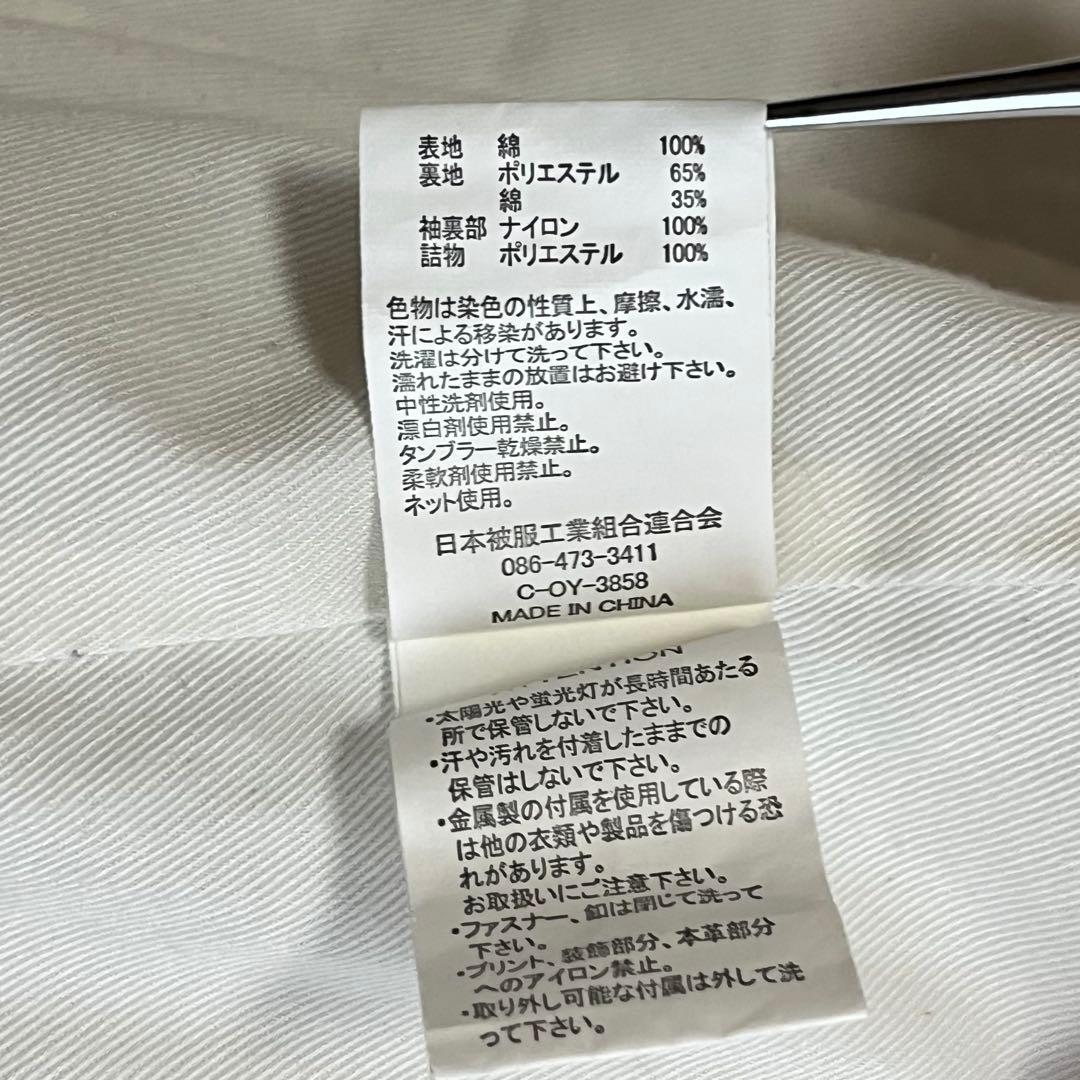 表地 綿 100%
裏地 ポリエステル 65%
綿 35%
袖裏部 ナイロン 100%
詰物 ポリエステル 100%
色物は染色の性質上、摩擦、水濡、
汗による移染があります。
洗濯は分けて洗って下さい。
濡れたままの放置はお避け下さい。
中性洗剤使用。
漂白剤使用禁止。
タンブラー乾燥禁止。
柔軟剤使用禁止。
ネット使用。
日本被服工業組合連合会
086-473-3411
C-OY-3858
MADE IN CHINA
・太陽光や蛍光灯が長時間あたる
所で保管しないで下さい。
・汗や汚れを付着したままでの
保管はしないで下さい。
・金属製の付属を使用している際
は他の衣類や製品を傷つける恐
れがあります。
お取扱いにご注意下さい。
・ファスナー、釦は閉じて洗って
下さい。
・プリント、装飾部分、本革部分
へのアイロン禁止。
・取り外し可能な付属は外して洗
って下さい。